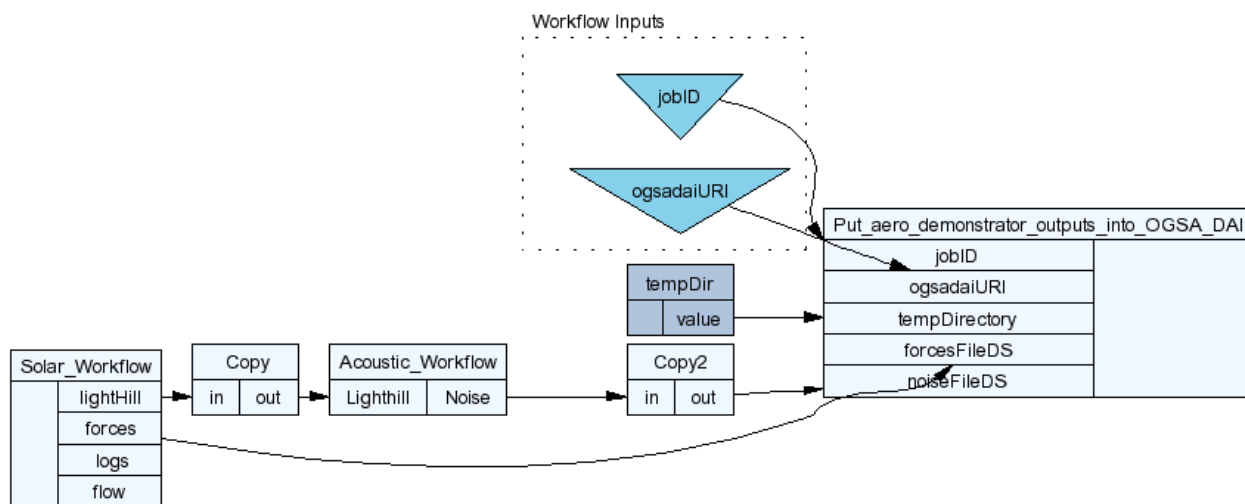 Workflow Inputs
jobID
ogsadaiURI
Put_aero_demonstrator_outputs_into_OGSA_DAI
jobID
ogsadaiURI
tempDirectory
forcesFileDS
noiseFileDS
tempDir
value
Solar_Workflow
lightHill
forces
logs
flow
Copy
in out
Acoustic_Workflow
Lighthill Noise
Copy2
in out